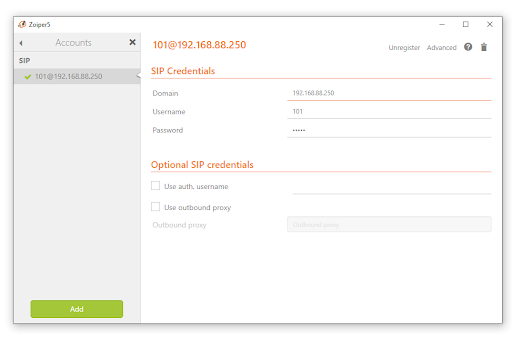 Zoiper5
Accounts
SIP
101@192.168.88.250
Add
101@192.168.88.250
Unregister Advanced
SIP Credentials
Domain 192.168.88.250
Username 101
Password •••••
Optional SIP credentials
Use auth. username
Use outbound proxy
Outbound proxy Outbound proxy